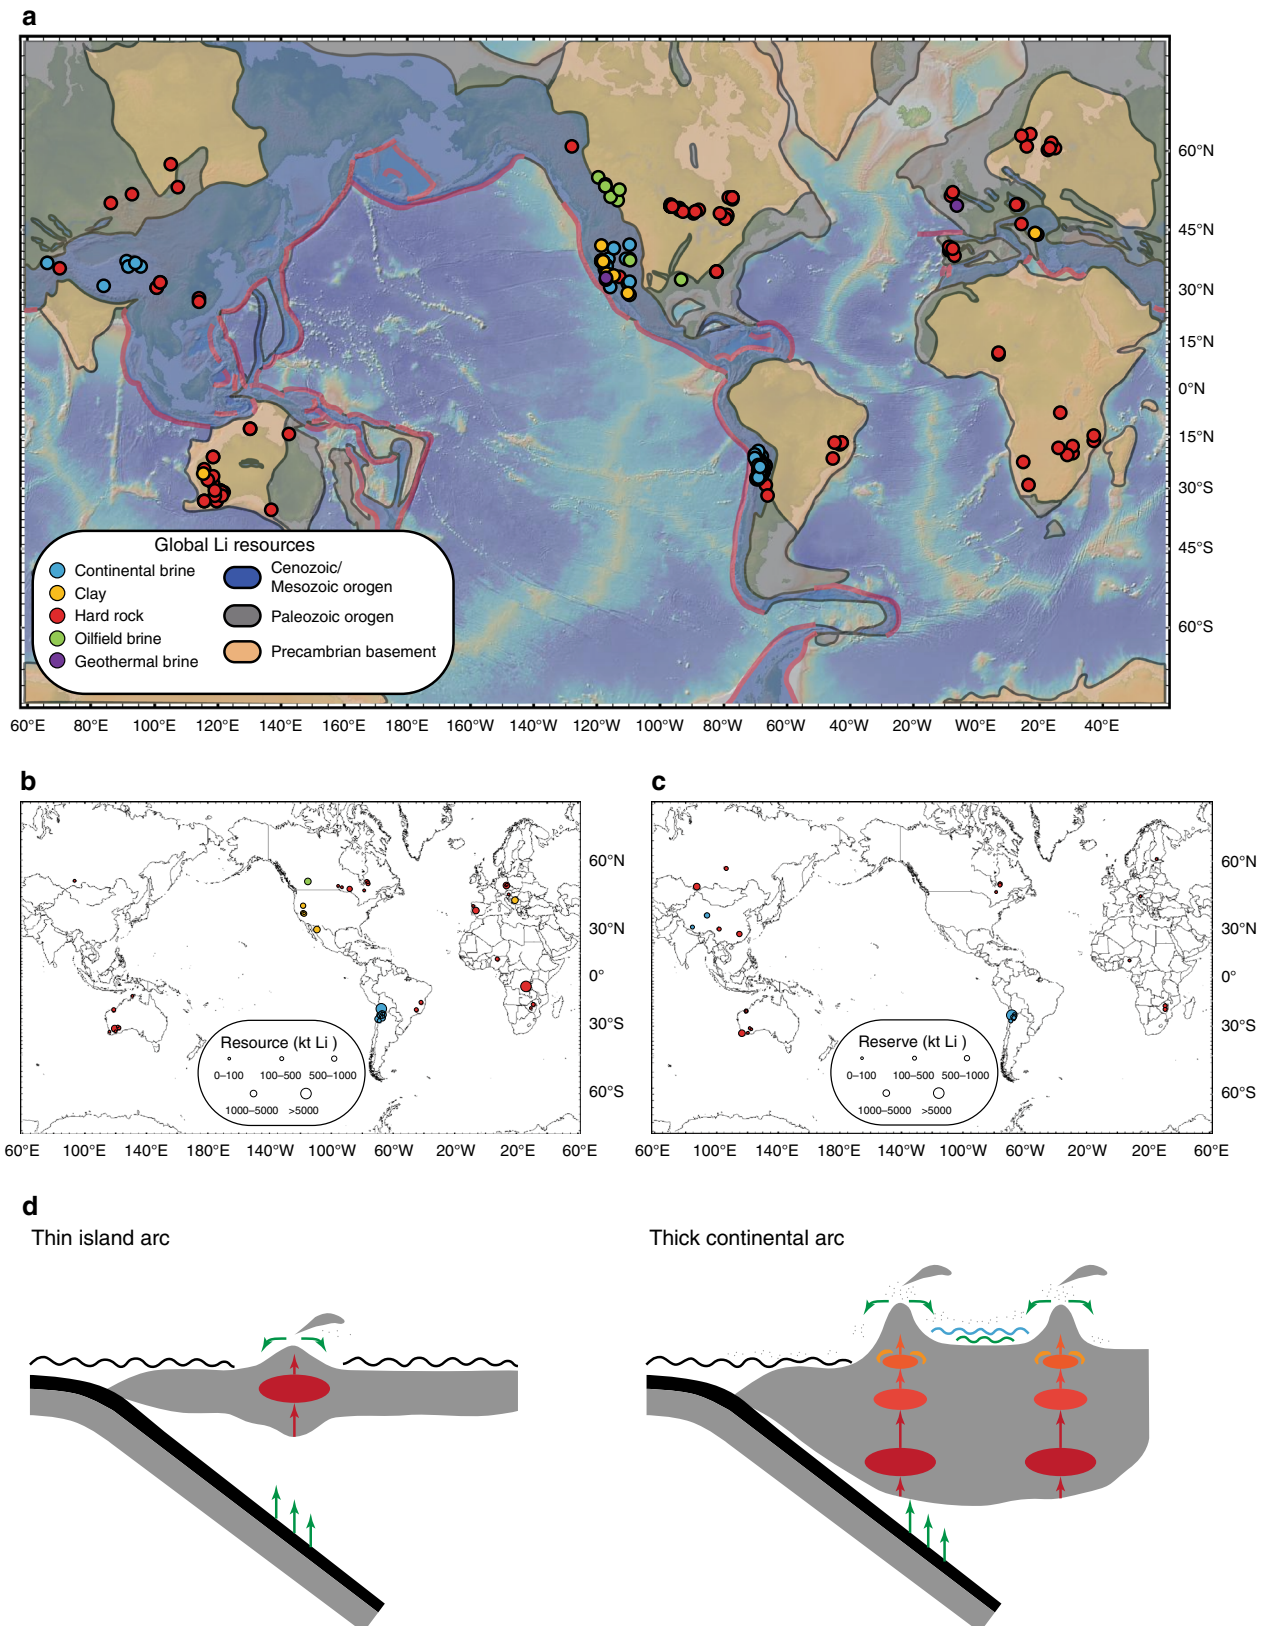 a
60°N
45°N
30°N
15°N
0°N
15°N
30°S
45°S
60°S
Global Li resources
Continental brine
Clay
Hard rock
Oilfield brine
Geothermal brine
Cenozoic/
Mesozoic orogen
Paleozoic orogen
Precambrian basement
60°E 80°E 100°E 120°E 140°E 160°E 180°E 160°W 140°W 120°W 100°W 80°W 60°W 40°W 20°W W0°E 20°E 40°E
b
60°N
30°N
0°
30°S
60°S
Resource (kt Li )
0–100 100–500 500–1000
1000–5000 >5000
60°E 100°E 140°E 180°E 140°W 100°W 60°W 20°W 20°E 60°E
c
60°N
30°N
0°
30°S
60°S
Reserve (kt Li )
0–100 100–500 500–1000
1000–5000 >5000
60°E 100°E 140°E 180°E 140°W 100°W 60°W 20°W 20°E 60°E
d
Thin island arc
Thick continental arc